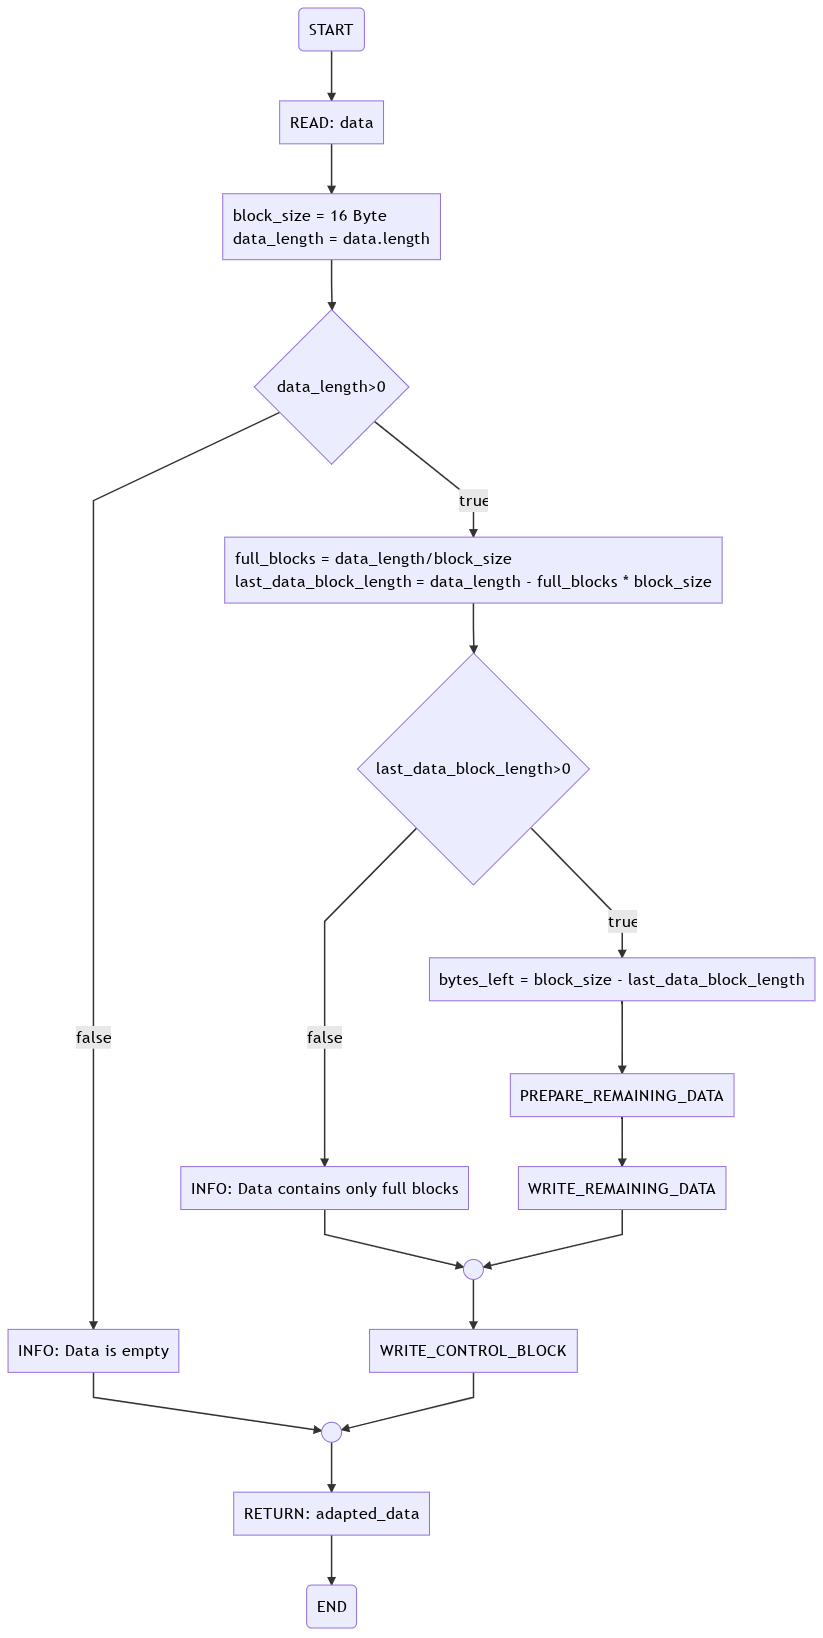 START
READ: data
block_size = 16 Byte
data_length = data.length
data_length>0
true
full_blocks = data_length/block_size
last_data_block_length = data_length - full_blocks * block_size
last_data_block_length>0
true
bytes_left = block_size - last_data_block_length
false
false
PREPARE_REMAINING_DATA
INFO: Data contains only full blocks
WRITE_REMAINING_DATA
INFO: Data is empty
WRITE_CONTROL_BLOCK
RETURN: adapted_data
END